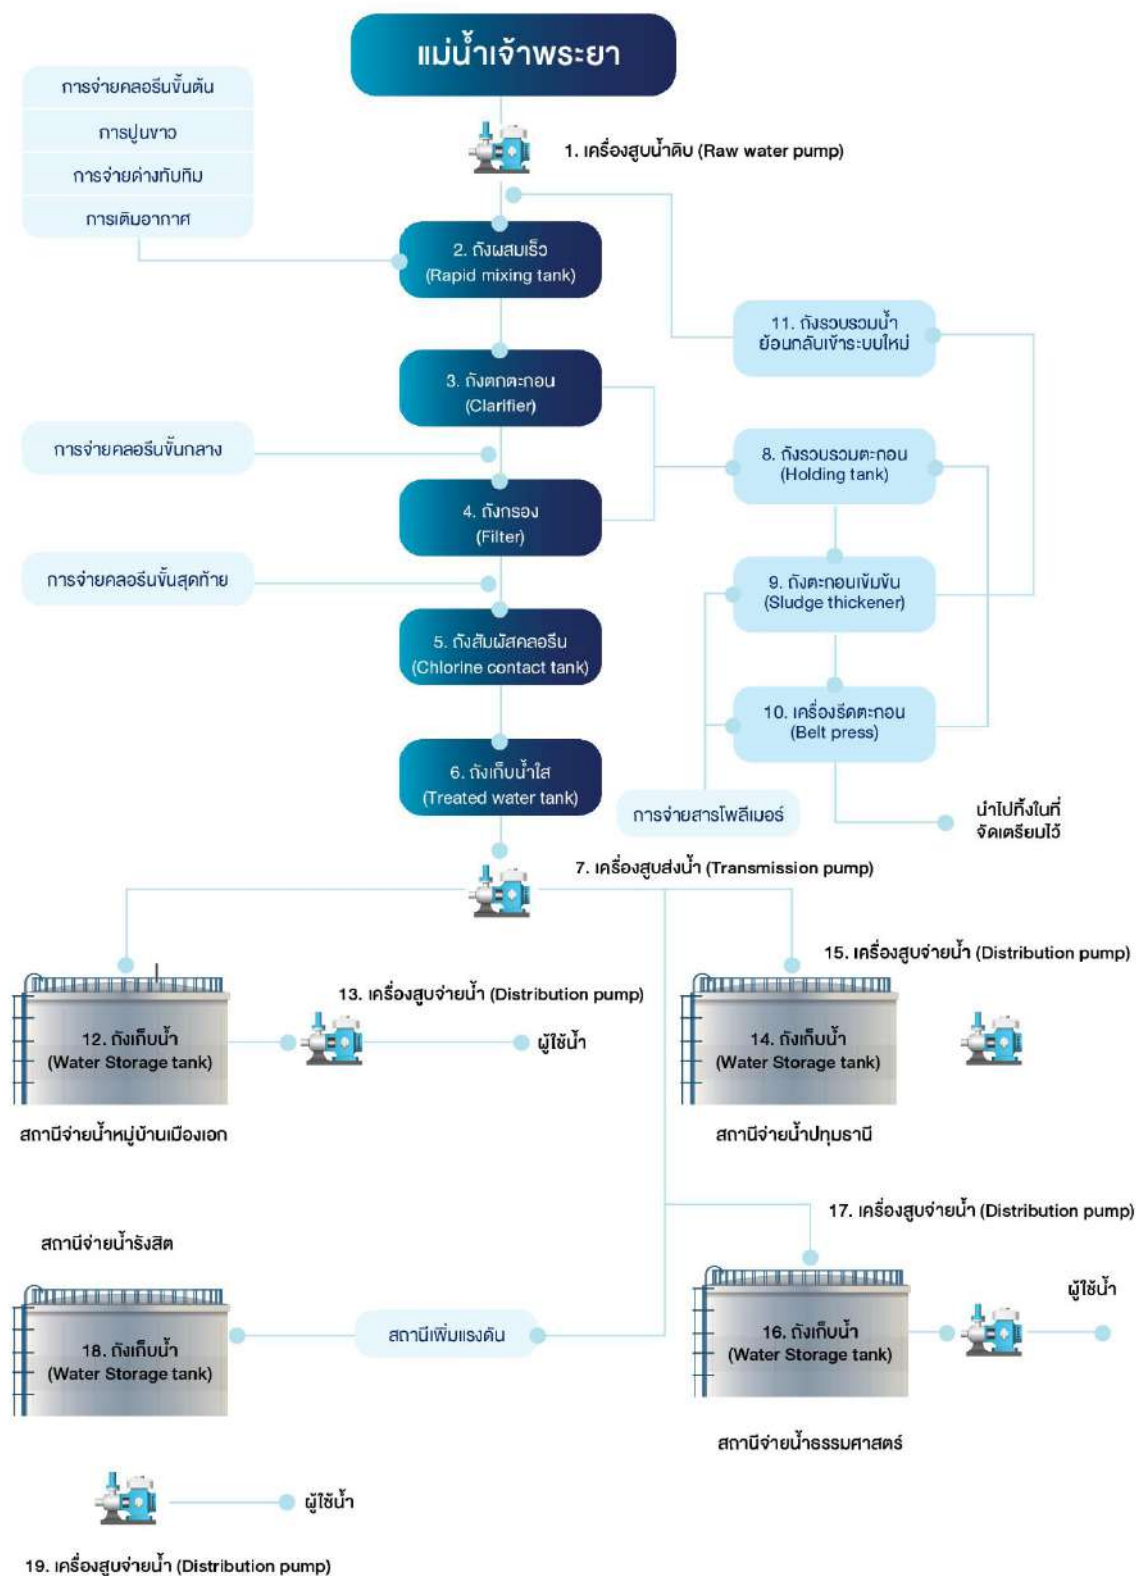 แม่น้ำเจ้าพระยา
การจ่ายคลอรีนขั้นต้น
การปูนขาว
การจ่ายด่างทับทิม
การเติมอากาศ
1. เครื่องสูบน้ำดิบ (Raw water pump)
2. ถังผสมเร็ว
(Rapid mixing tank)
11. ถังรวบรวมน้ำ
ย้อนกลับเข้าระบบใหม่
3. ถังตกตะกอน
(Clarifier)
การจ่ายคลอรีนขั้นกลาง
8. ถังรวบรวมตะกอน
(Holding tank)
4. ถังกรอง
(Filter)
การจ่ายคลอรีนขั้นสุดท้าย
9. ถังตะกอนเข้มข้น
(Sludge thickener)
5. ถังสัมผัสคลอรีน
(Chlorine contact tank)
10. เครื่องรีดตะกอน
(Belt press)
6. ถังเก็บน้ำใส
(Treated water tank)
การจ่ายสารโพลีเมอร์
นำไปทิ้งในที่
จัดเตรียมไว้
7. เครื่องสูบส่งน้ำ (Transmission pump)
15. เครื่องสูบจ่ายน้ำ (Distribution pump)
13. เครื่องสูบจ่ายน้ำ (Distribution pump)
12. ถังเก็บน้ำ
(Water Storage tank)
ผู้ใช้น้ำ
14. ถังเก็บน้ำ
(Water Storage tank)
สถานีจ่ายน้ำหมู่บ้านเมืองเอก
สถานีจ่ายน้ำปทุมธานี
17. เครื่องสูบจ่ายน้ำ (Distribution pump)
สถานีจ่ายน้ำรังสิต
ผู้ใช้น้ำ
สถานีเพิ่มแรงดัน
16. ถังเก็บน้ำ
(Water Storage tank)
18. ถังเก็บน้ำ
(Water Storage tank)
สถานีจ่ายน้ำธรรมศาสตร์
ผู้ใช้น้ำ
19. เครื่องสูบจ่ายน้ำ (Distribution pump)